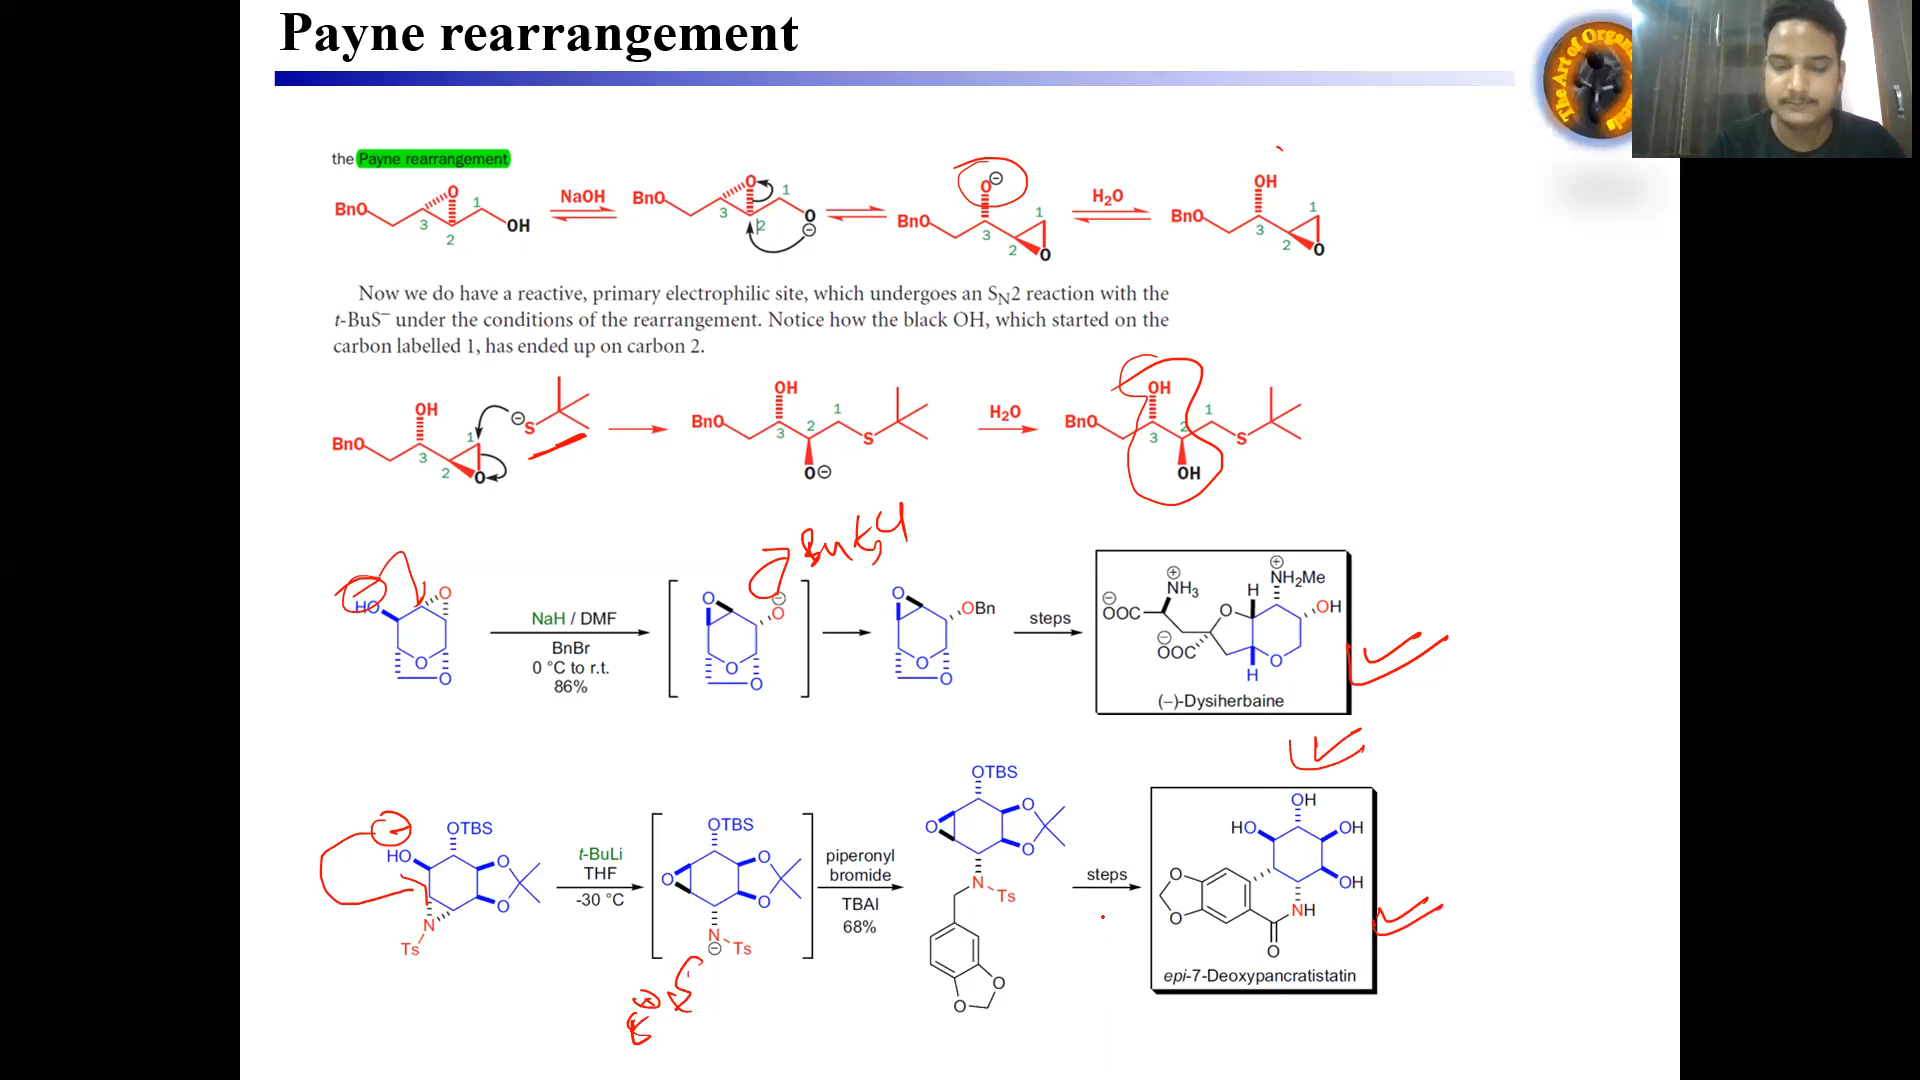 Payne rearrangement
The Art of Organ
the Payne rearrangement
BnO O 1 3 2 OH NaOH BnO O 1 3 2 O⊖ BnO O⊖ 1 3 2 O H₂O BnO OH 1 3 2 O
Now we do have a reactive, primary electrophilic site, which undergoes an SN2 reaction with the
t-BuS⁻ under the conditions of the rearrangement. Notice how the black OH, which started on the
carbon labelled 1, has ended up on carbon 2.
BnO OH 1 3 2 O ⊖S BnO OH 1 3 2 S O⊖ H₂O BnO OH 1 3 2 S OH
HO O O O
NaH / DMF
BnBr
0 °C to r.t.
86%
O ⊖O O O
O OBn O O
steps
⊕NH₃ ⊖OOC ⊖OOC O H H ⊕NH₂Me OH O
(−)-Dysiherbaine
HO OTBS O O N Ts
t-BuLi
THF
-30 °C
OTBS O O O N⊖ Ts
piperonyl
bromide
TBAI
68%
OTBS O O O N Ts O O
steps
OH HO OH OH NH O O O
epi-7-Deoxypancratistatin